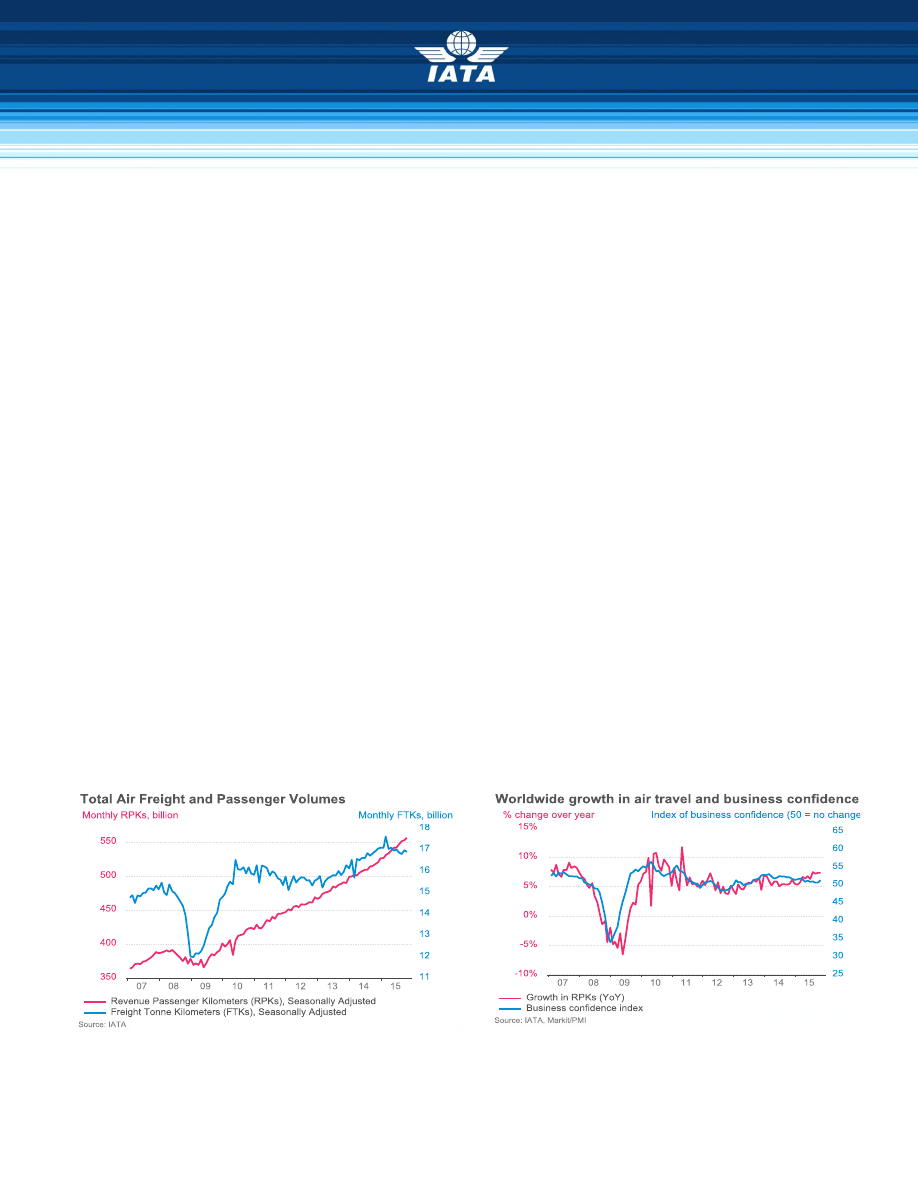 IATA
Total Air Freight and Passenger Volumes
Monthly RPKs, billion
Monthly FTKs, billion
18
550
17
500
16
15
450
14
400
13
12
350
11
07 08 09 10 11 12 13 14 15
Revenue Passenger Kilometers (RPKs), Seasonally Adjusted
Freight Tonne Kilometers (FTKs), Seasonally Adjusted
Source: IATA
Worldwide growth in air travel and business confidence
% change over year
Index of business confidence (50 = no change
15%
65
60
10%
55
5%
50
45
0%
40
-5%
35
30
-10%
25
07 08 09 10 11 12 13 14 15
Growth in RPKs (YoY)
Business confidence index
Source: IATA, Markit/PMI